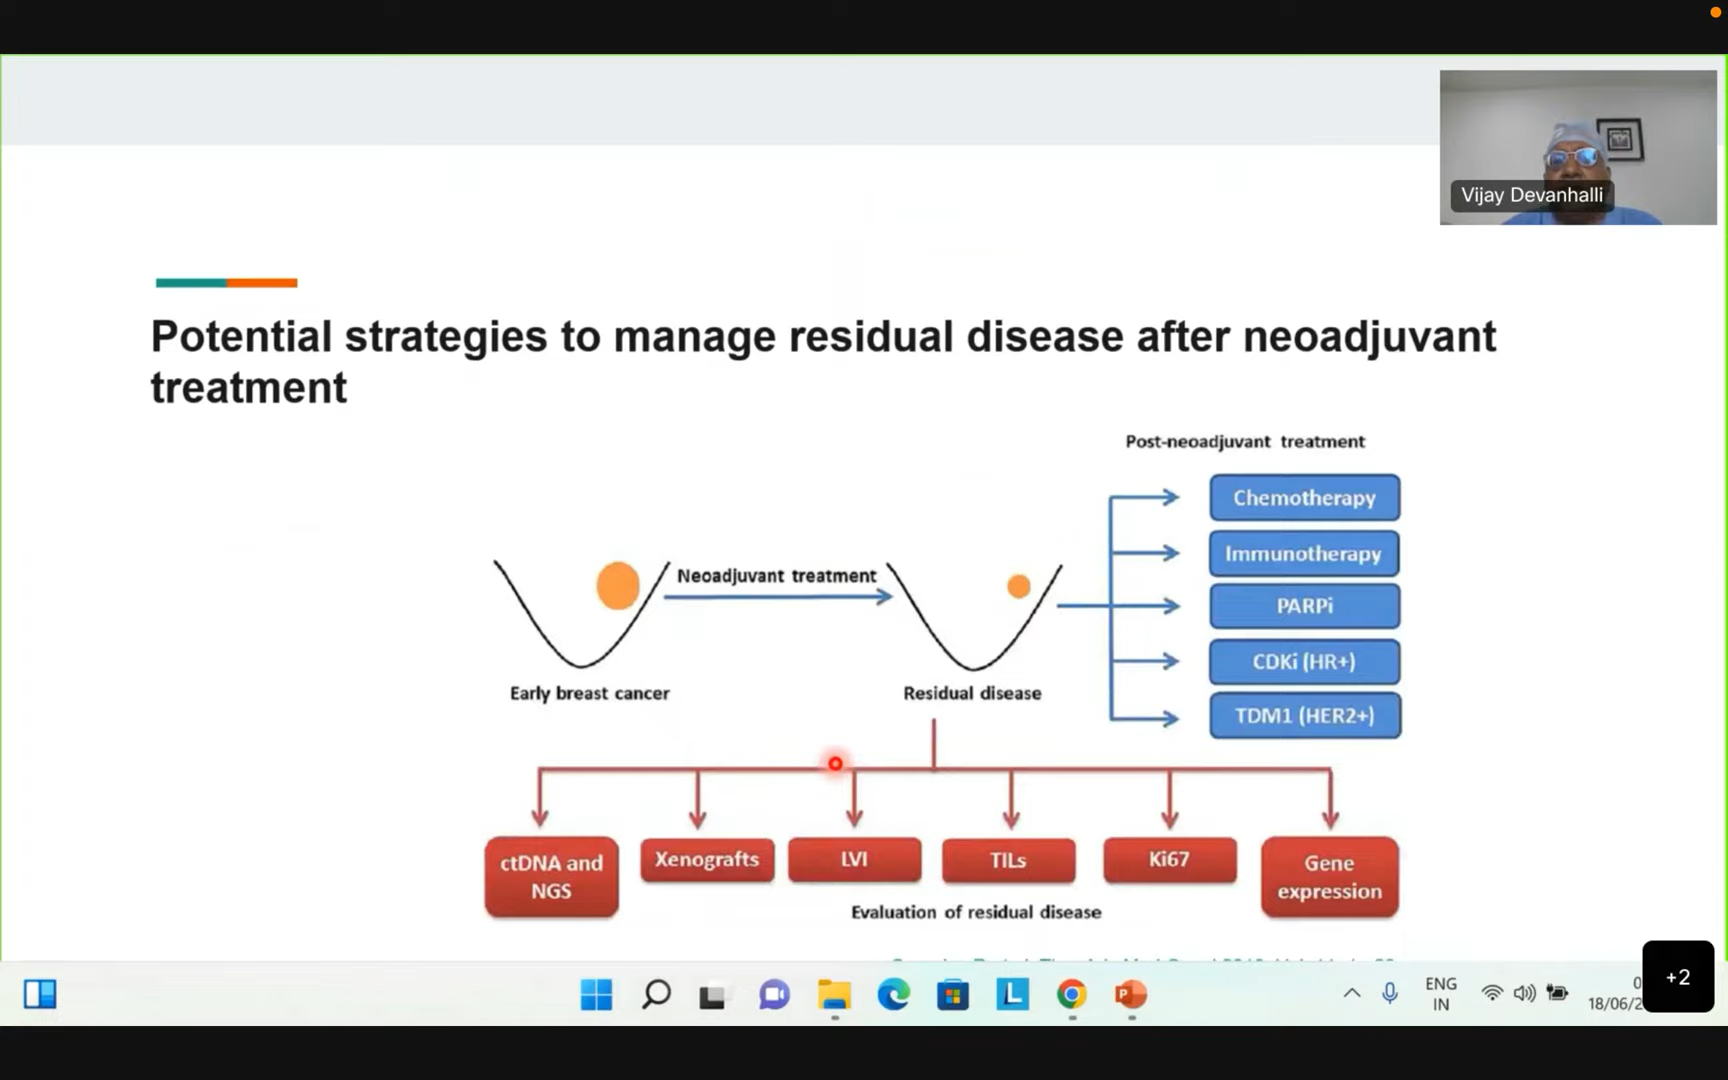 Vijay Devanhalli
Potential strategies to manage residual disease after neoadjuvant
treatment
Post-neoadjuvant treatment
Chemotherapy
Immunotherapy
PARPi
CDKi (HR+)
TDM1 (HER2+)
Neoadjuvant treatment
Early breast cancer
Residual disease
ctDNA and
NGS
Xenografts
LVI
TILs
Ki67
Gene
expression
Evaluation of residual disease
ENG
IN
18/06/2
+2